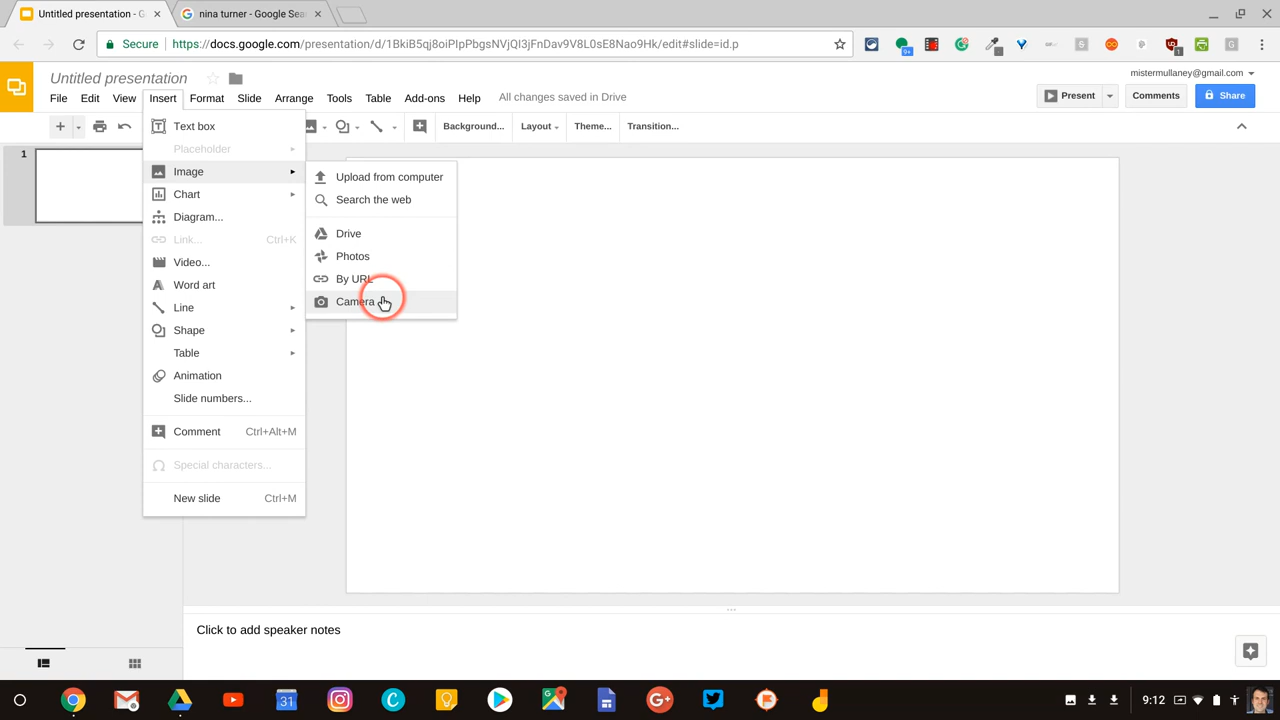 Untitled presentation - G
nina turner - Google Sea
Secure
https://docs.google.com/presentation/d/1BkiB5qj8oiPIpPbgsNVjQI3jFnDav9V8L0sE8Nao9Hk/edit#slide=id.p
Untitled presentation
mistermullaney@gmail.com
File Edit View Insert Format Slide Arrange Tools Table Add-ons Help All changes saved in Drive
Present
Comments
Share
Background...
Layout
Theme...
Transition...
1
Text box
Placeholder
Image
Chart
Diagram...
Link... Ctrl+K
Video...
Word art
Line
Shape
Table
Animation
Slide numbers...
Comment Ctrl+Alt+M
Special characters...
New slide Ctrl+M
Upload from computer
Search the web
Drive
Photos
By URL
Camera
Click to add speaker notes
31
9:12